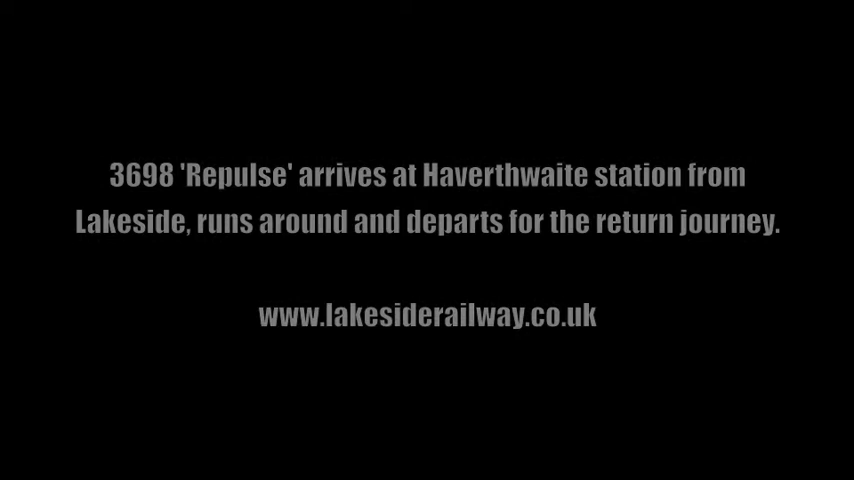 3698 'Repulse' arrives at Haverthwaite station from
Lakeside, runs around and departs for the return journey.
www.lakesiderailway.co.uk